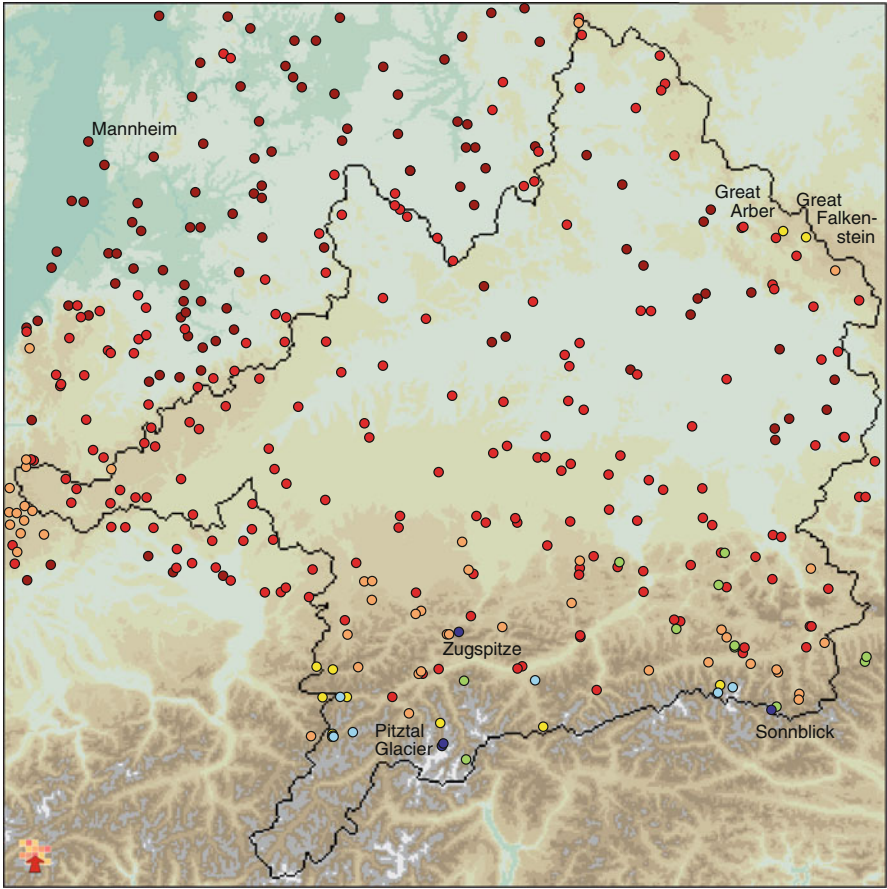 Mannheim
Great
Arber
Great
Falken-
stein
Zugspitze
Pitztal
Glacier
Sonnblick